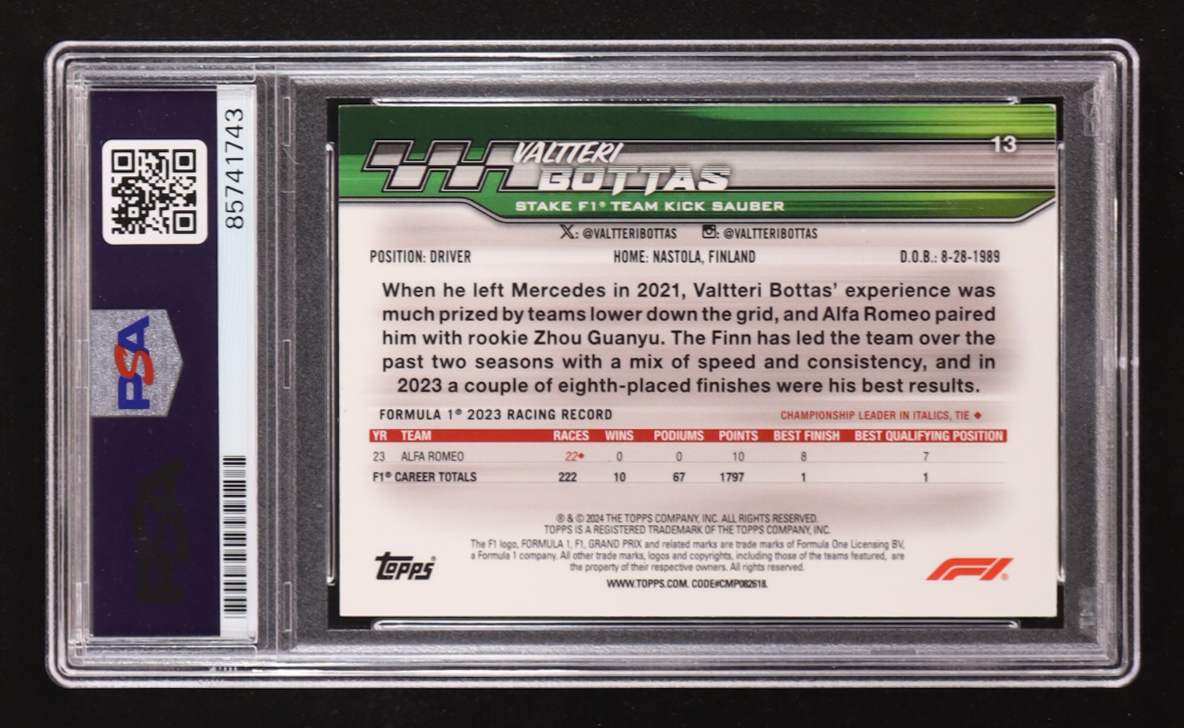 85741743
PSA
PSA
13
VALTTERI
BOTTAS
STAKE F1® TEAM KICK SAUBER
X: @VALTTERIBOTTAS : @VALTTERIBOTTAS
POSITION: DRIVER HOME: NASTOLA, FINLAND D.O.B.: 8-28-1989
When he left Mercedes in 2021, Valtteri Bottas' experience was
much prized by teams lower down the grid, and Alfa Romeo paired
him with rookie Zhou Guanyu. The Finn has led the team over the
past two seasons with a mix of speed and consistency, and in
2023 a couple of eighth-placed finishes were his best results.
FORMULA 1® 2023 RACING RECORD CHAMPIONSHIP LEADER IN ITALICS, TIE ♦
YR TEAM RACES WINS PODIUMS POINTS BEST FINISH BEST QUALIFYING POSITION
23 ALFA ROMEO 22♦ 0 0 10 8 7
F1® CAREER TOTALS 222 10 67 1797 1 1
® & © 2024 THE TOPPS COMPANY, INC. ALL RIGHTS RESERVED.
TOPPS IS A REGISTERED TRADEMARK OF THE TOPPS COMPANY, INC.
The F1 logo, FORMULA 1, F1, GRAND PRIX and related marks are trade marks of Formula One Licensing BV,
a Formula 1 company. All other trade marks, logos and copyrights, including those of the teams featured, are
the property of their respective owners. All rights reserved.
WWW.TOPPS.COM. CODE#CMP082618.
Topps®
F1®